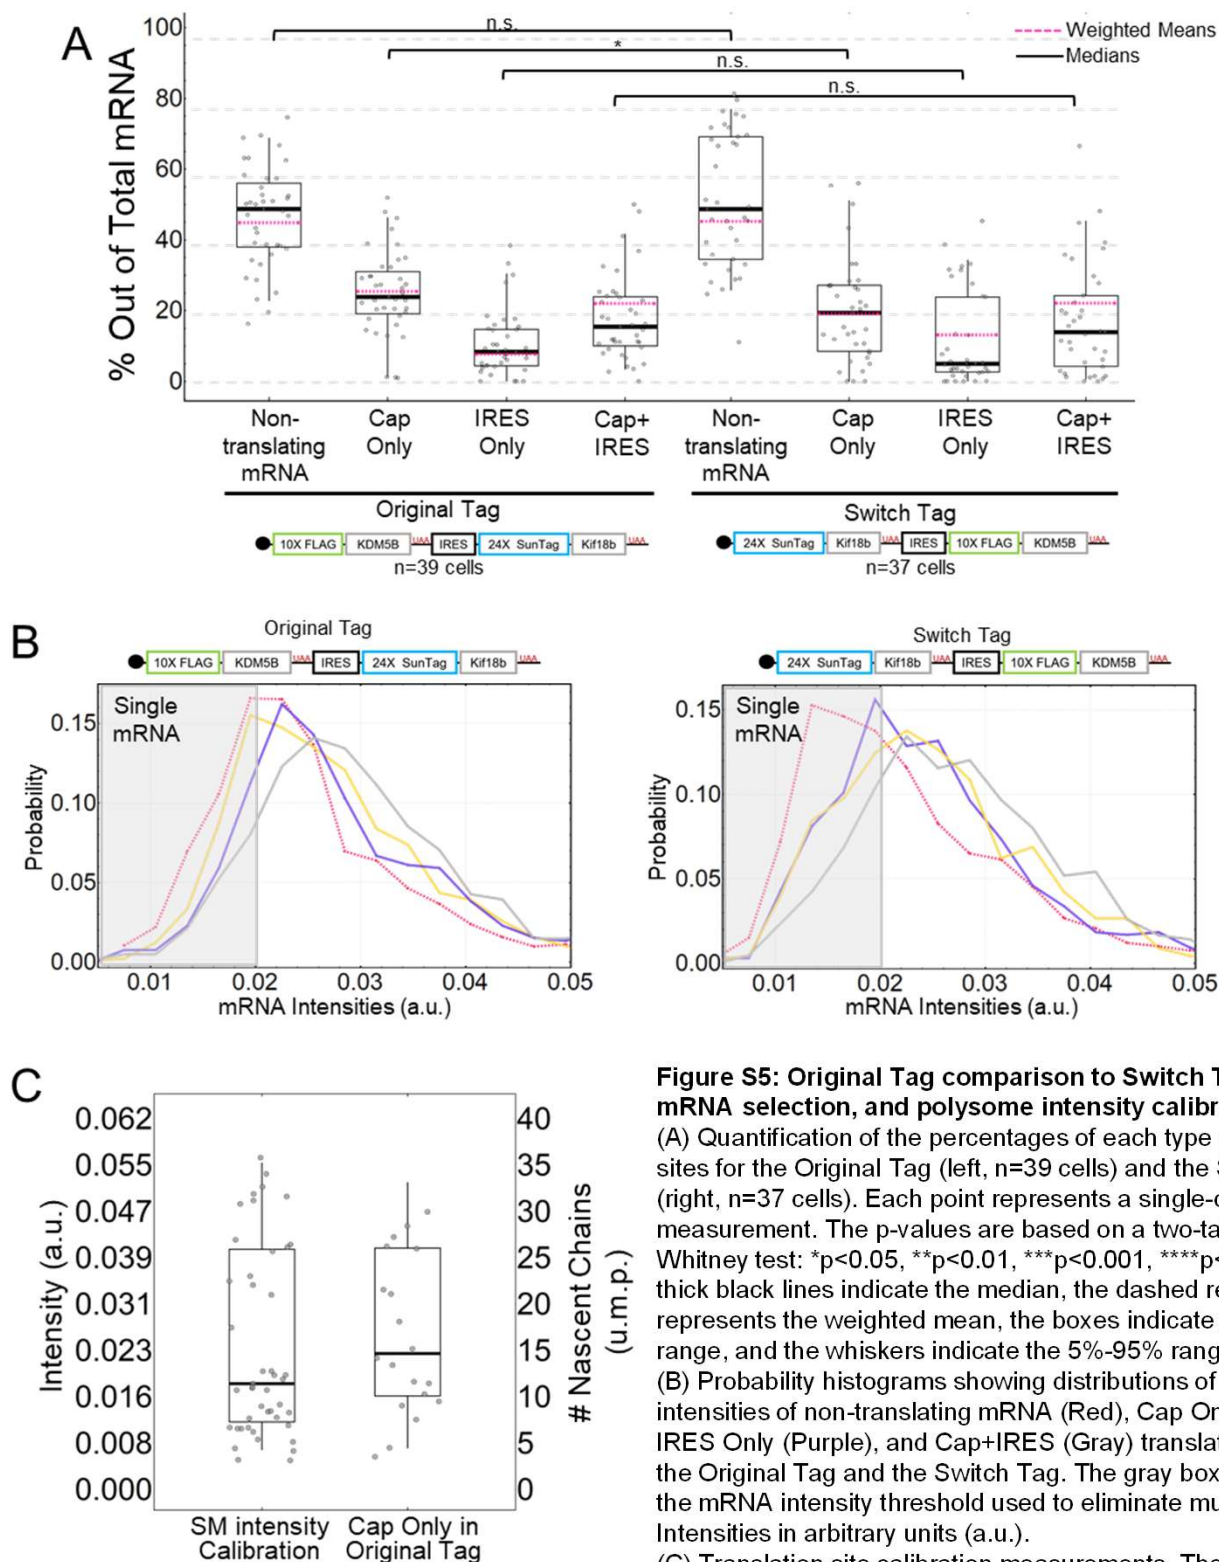 A
% Out of Total mRNA
100
80
60
40
20
0
n.s.
*
n.s.
n.s.
Weighted Means
Medians
Non-translating mRNA
Cap Only
IRES Only
Cap+ IRES
Non-translating mRNA
Cap Only
IRES Only
Cap+ IRES
Original Tag
10X FLAG KDM5B UAA IRES 24X SunTag Kif18b UAA
n=39 cells
Switch Tag
24X SunTag Kif18b UAA IRES 10X FLAG KDM5B UAA
n=37 cells
B
Original Tag
10X FLAG KDM5B UAA IRES 24X SunTag Kif18b UAA
Single mRNA
Probability
0.15
0.10
0.05
0.00
0.01 0.02 0.03 0.04 0.05
mRNA Intensities (a.u.)
Switch Tag
24X SunTag Kif18b UAA IRES 10X FLAG KDM5B UAA
Single mRNA
Probability
0.15
0.10
0.05
0.00
0.01 0.02 0.03 0.04 0.05
mRNA Intensities (a.u.)
C
Intensity (a.u.)
0.062
0.055
0.047
0.039
0.031
0.023
0.016
0.008
0.000
40
35
30
25
20
15
10
5
0
# Nascent Chains (u.m.p.)
SM intensity Calibration
Cap Only in Original Tag
Figure S5: Original Tag comparison to Switch T
mRNA selection, and polysome intensity calibr
(A) Quantification of the percentages of each type
sites for the Original Tag (left, n=39 cells) and the S
(right, n=37 cells). Each point represents a single-c
measurement. The p-values are based on a two-ta
Whitney test: *p<0.05, **p<0.01, ***p<0.001, ****p<
thick black lines indicate the median, the dashed re
represents the weighted mean, the boxes indicate
range, and the whiskers indicate the 5%-95% rang
(B) Probability histograms showing distributions of
intensities of non-translating mRNA (Red), Cap On
IRES Only (Purple), and Cap+IRES (Gray) translat
the Original Tag and the Switch Tag. The gray box
the mRNA intensity threshold used to eliminate mu
Intensities in arbitrary units (a.u.).
(C) Translation site calibration measurements. The